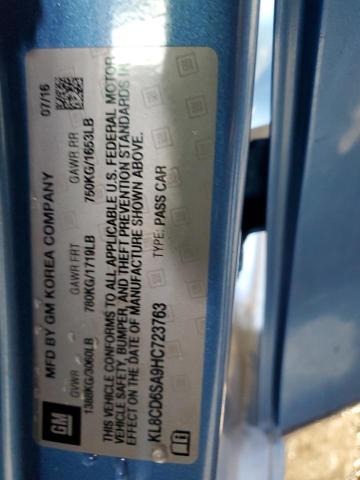 MFD BY GM KOREA COMPANY 07/16
GVWR GAWR FRT GAWR RR
1388KG/3060LB 780KG/1719LB 750KG/1653LB
THIS VEHICLE CONFORMS TO ALL APPLICABLE U.S. FEDERAL MOTOR
VEHICLE SAFETY, BUMPER, AND THEFT PREVENTION STANDARDS IN
EFFECT ON THE DATE OF MANUFACTURE SHOWN ABOVE.
KL8CD6SA9HC723763 TYPE: PASS CAR
GM